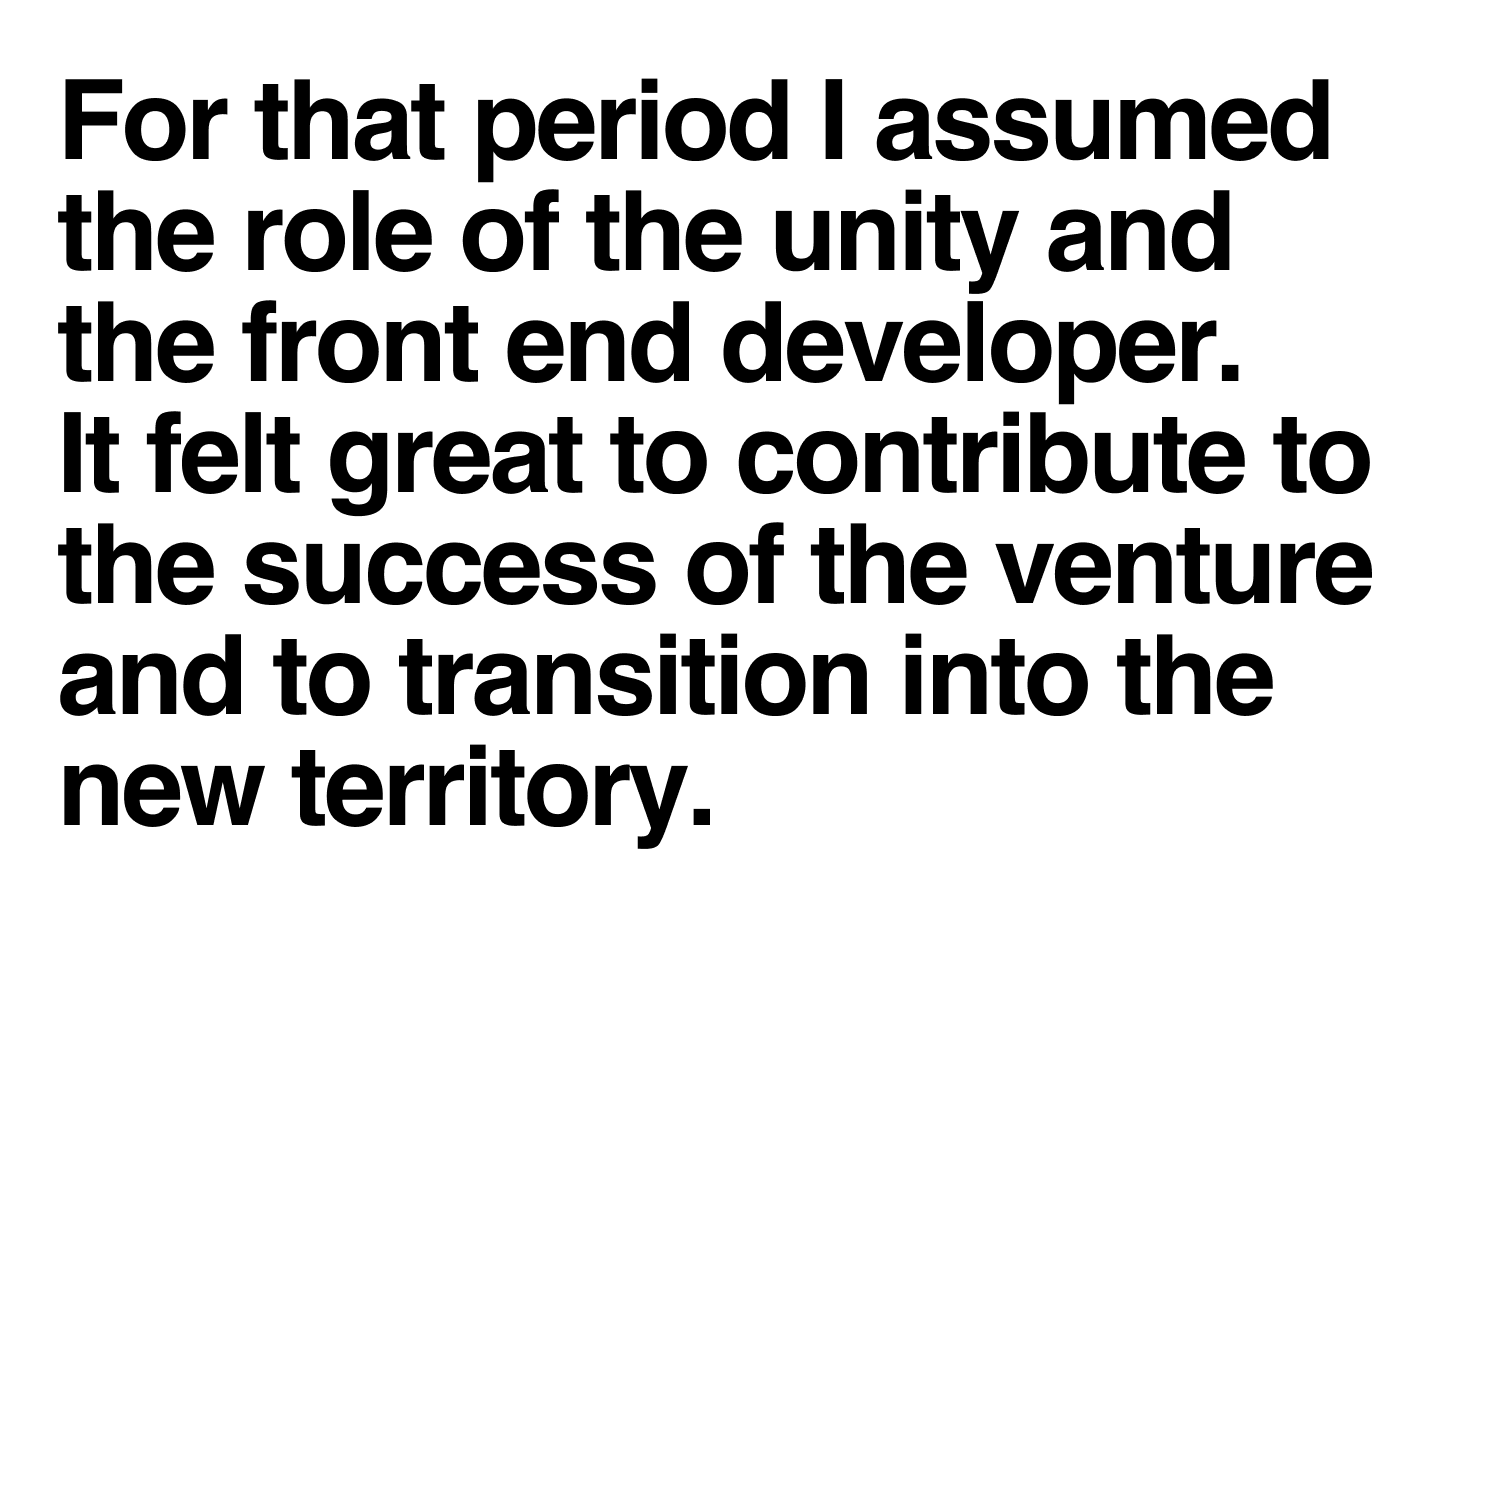 For that period I assumed
the role of the unity and
the front end developer.
It felt great to contribute to
the success of the venture
and to transition into the
new territory.